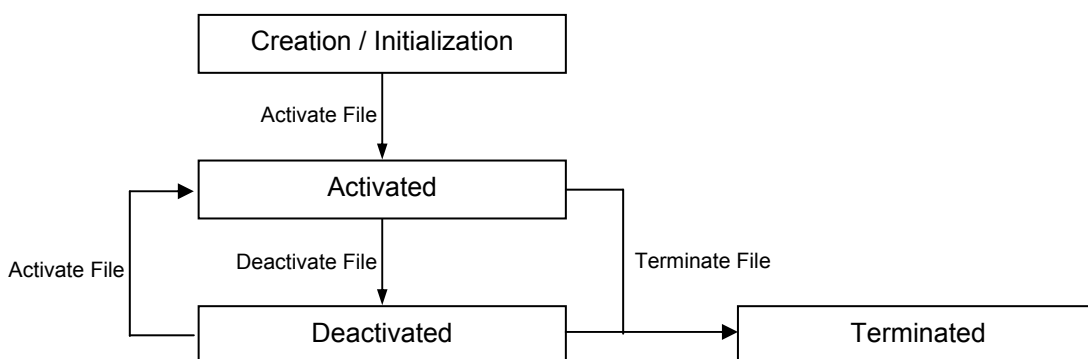 Creation / Initialization
Activate File
Activated
Activate File
Deactivate File
Terminate File
Deactivated
Terminated